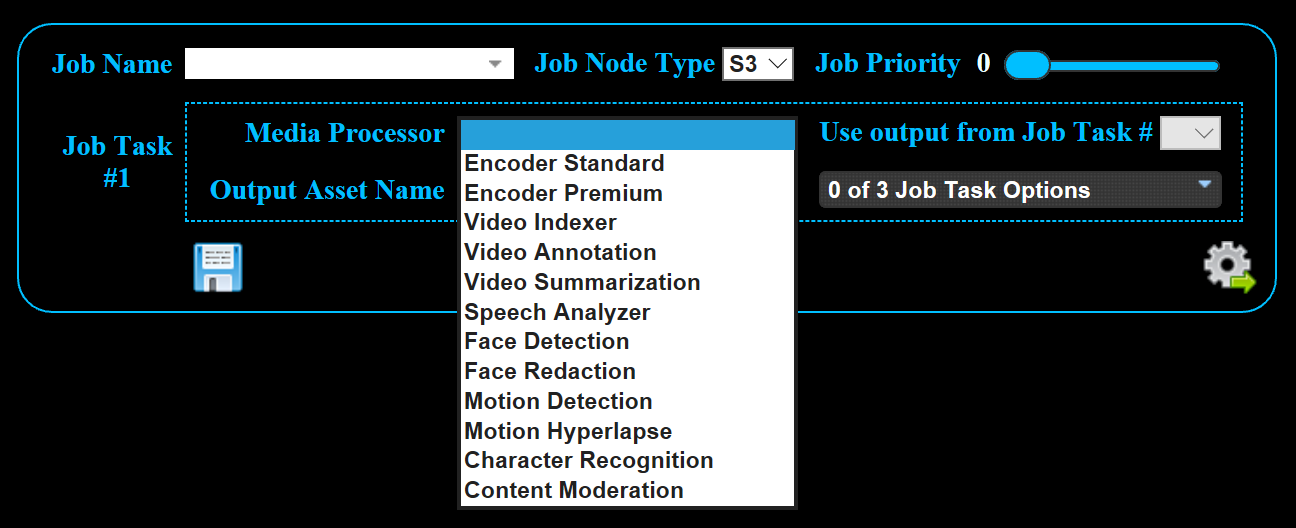 Job Name Job Node Type S3 Job Priority 0
Job Task
#1
Media Processor Use output from Job Task #
Output Asset Name 0 of 3 Job Task Options
Encoder Standard
Encoder Premium
Video Indexer
Video Annotation
Video Summarization
Speech Analyzer
Face Detection
Face Redaction
Motion Detection
Motion Hyperlapse
Character Recognition
Content Moderation